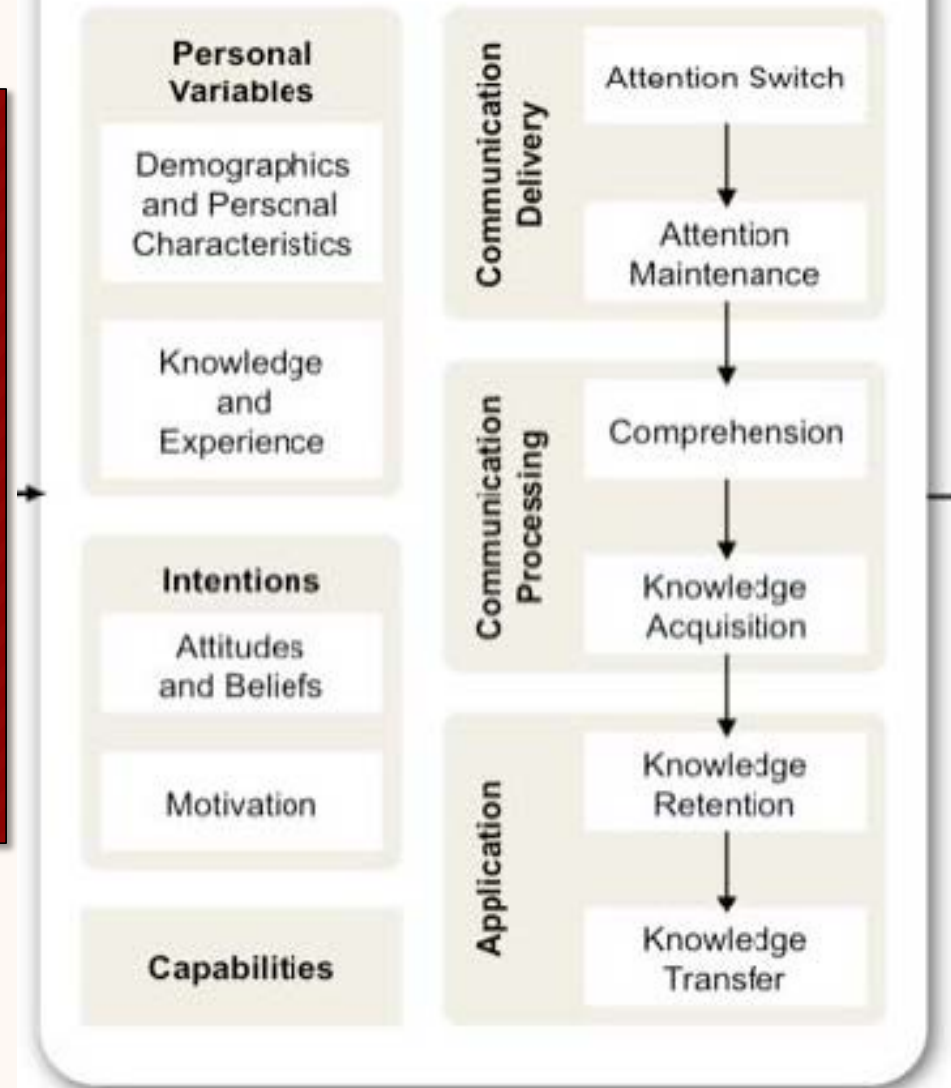 Personal
Variables
Demographics
and Personal
Characteristics
Knowledge
and
Experience
Intentions
Attitudes
and Beliefs
Motivation
Capabilities
Communication
Delivery
Attention Switch
Attention
Maintenance
Communication
Processing
Comprehension
Knowledge
Acquisition
Application
Knowledge
Retention
Knowledge
Transfer